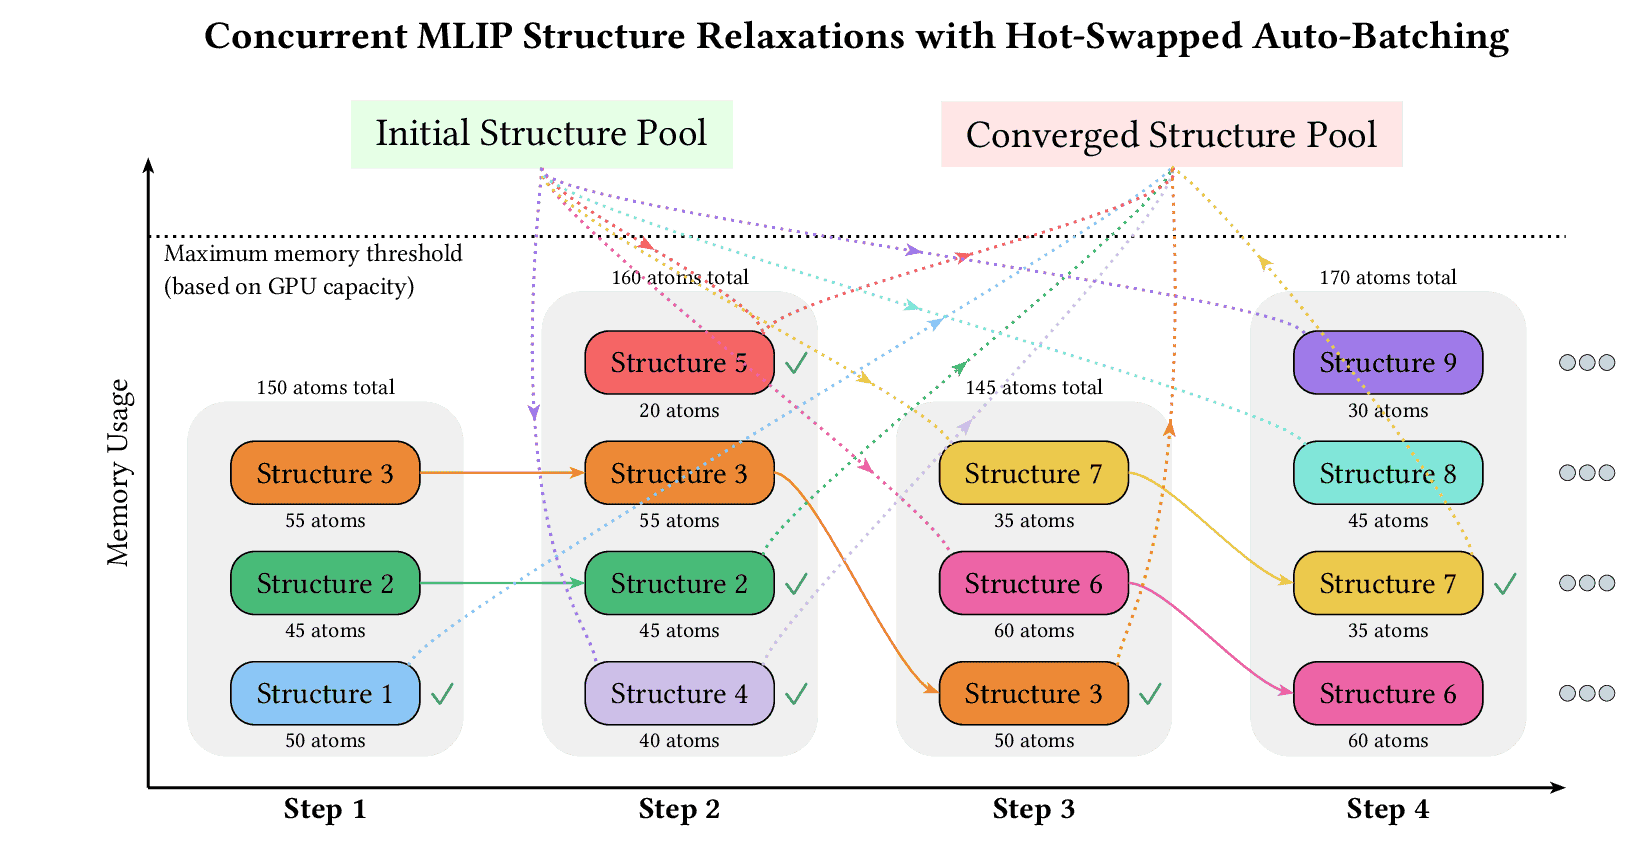 Concurrent MLIP Structure Relaxations with Hot-Swapped Auto-Batching
Initial Structure Pool
Converged Structure Pool
Maximum memory threshold
(based on GPU capacity)
Memory Usage
150 atoms total
Structure 3
55 atoms
Structure 2
45 atoms
Structure 1
50 atoms
Step 1
160 atoms total
Structure 5
20 atoms
Structure 3
55 atoms
Structure 2
45 atoms
Structure 4
40 atoms
Step 2
145 atoms total
Structure 7
35 atoms
Structure 6
60 atoms
Structure 3
50 atoms
Step 3
170 atoms total
Structure 9
30 atoms
Structure 8
45 atoms
Structure 7
35 atoms
Structure 6
60 atoms
Step 4